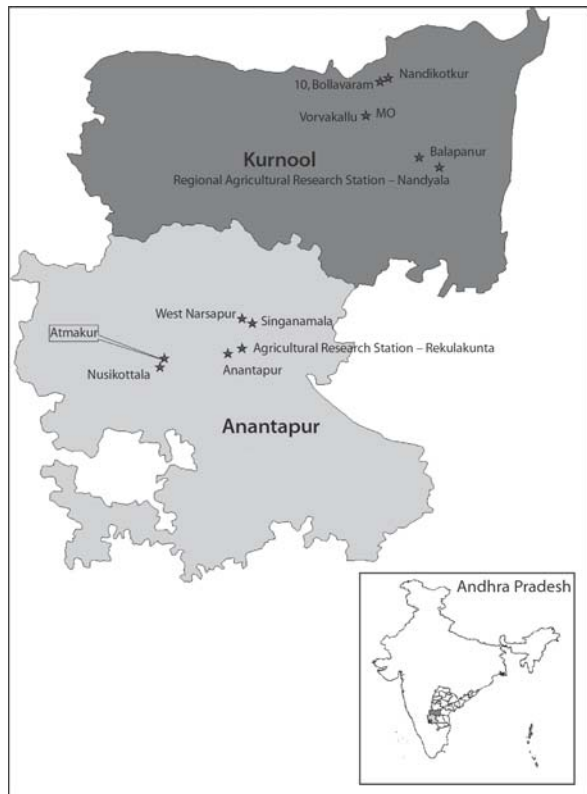 Nandikotkur
10, Bollavaram
Vorvakallu MO
Balapanur
Kurnool
Regional Agricultural Research Station – Nandyala
West Narsapur
Singanamala
Atmakur
Agricultural Research Station – Rekulakunta
Nusikottala
Anantapur
Anantapur
Andhra Pradesh